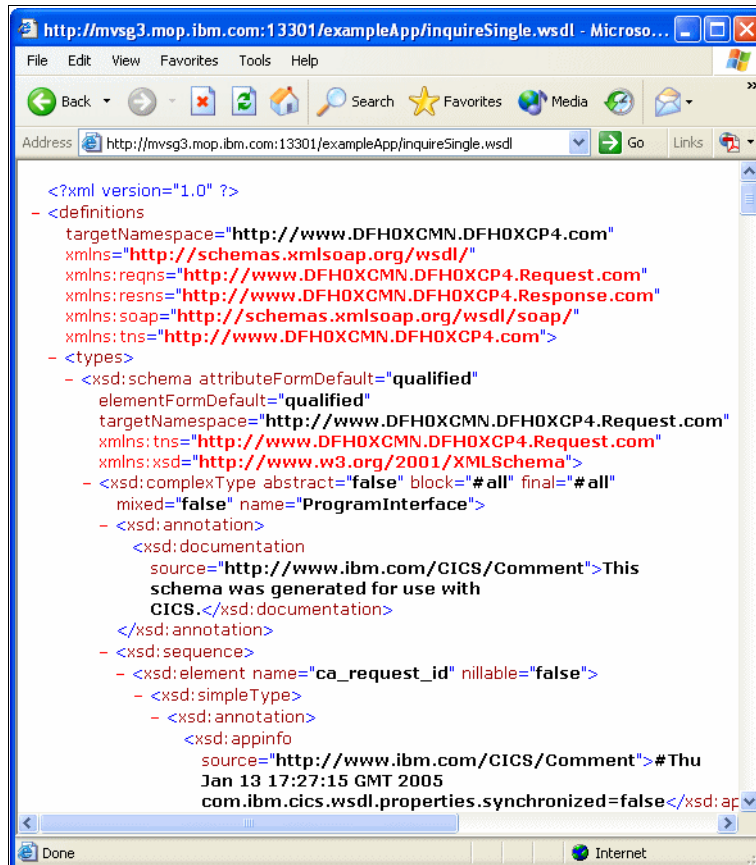 http://mvsg3.mop.ibm.com:13301/exampleApp/inquireSingle.wsdl - Microso...
File Edit View Favorites Tools Help
Back Search Favorites Media »
Address http://mvsg3.mop.ibm.com:13301/exampleApp/inquireSingle.wsdl Go Links »
<?xml version="1.0" ?>
- <definitions
targetNamespace="http://www.DFH0XCMN.DFH0XCP4.com"
xmlns="http://schemas.xmlsoap.org/wsdl/"
xmlns:reqns="http://www.DFH0XCMN.DFH0XCP4.Request.com"
xmlns:resns="http://www.DFH0XCMN.DFH0XCP4.Response.com"
xmlns:soap="http://schemas.xmlsoap.org/wsdl/soap/"
xmlns:tns="http://www.DFH0XCMN.DFH0XCP4.com">
- <types>
- <xsd:schema attributeFormDefault="qualified"
elementFormDefault="qualified"
targetNamespace="http://www.DFH0XCMN.DFH0XCP4.Request.com"
xmlns:tns="http://www.DFH0XCMN.DFH0XCP4.Request.com"
xmlns:xsd="http://www.w3.org/2001/XMLSchema">
- <xsd:complexType abstract="false" block="#all" final="#all"
mixed="false" name="ProgramInterface">
- <xsd:annotation>
<xsd:documentation
source="http://www.ibm.com/CICS/Comment">This
schema was generated for use with
CICS.</xsd:documentation>
</xsd:annotation>
- <xsd:sequence>
- <xsd:element name="ca_request_id" nillable="false">
- <xsd:simpleType>
- <xsd:annotation>
<xsd:appinfo
source="http://www.ibm.com/CICS/Comment">#Thu
Jan 13 17:27:15 GMT 2005
com.ibm.cics.wsdl.properties.synchronized=false</xsd:ap
Done Internet